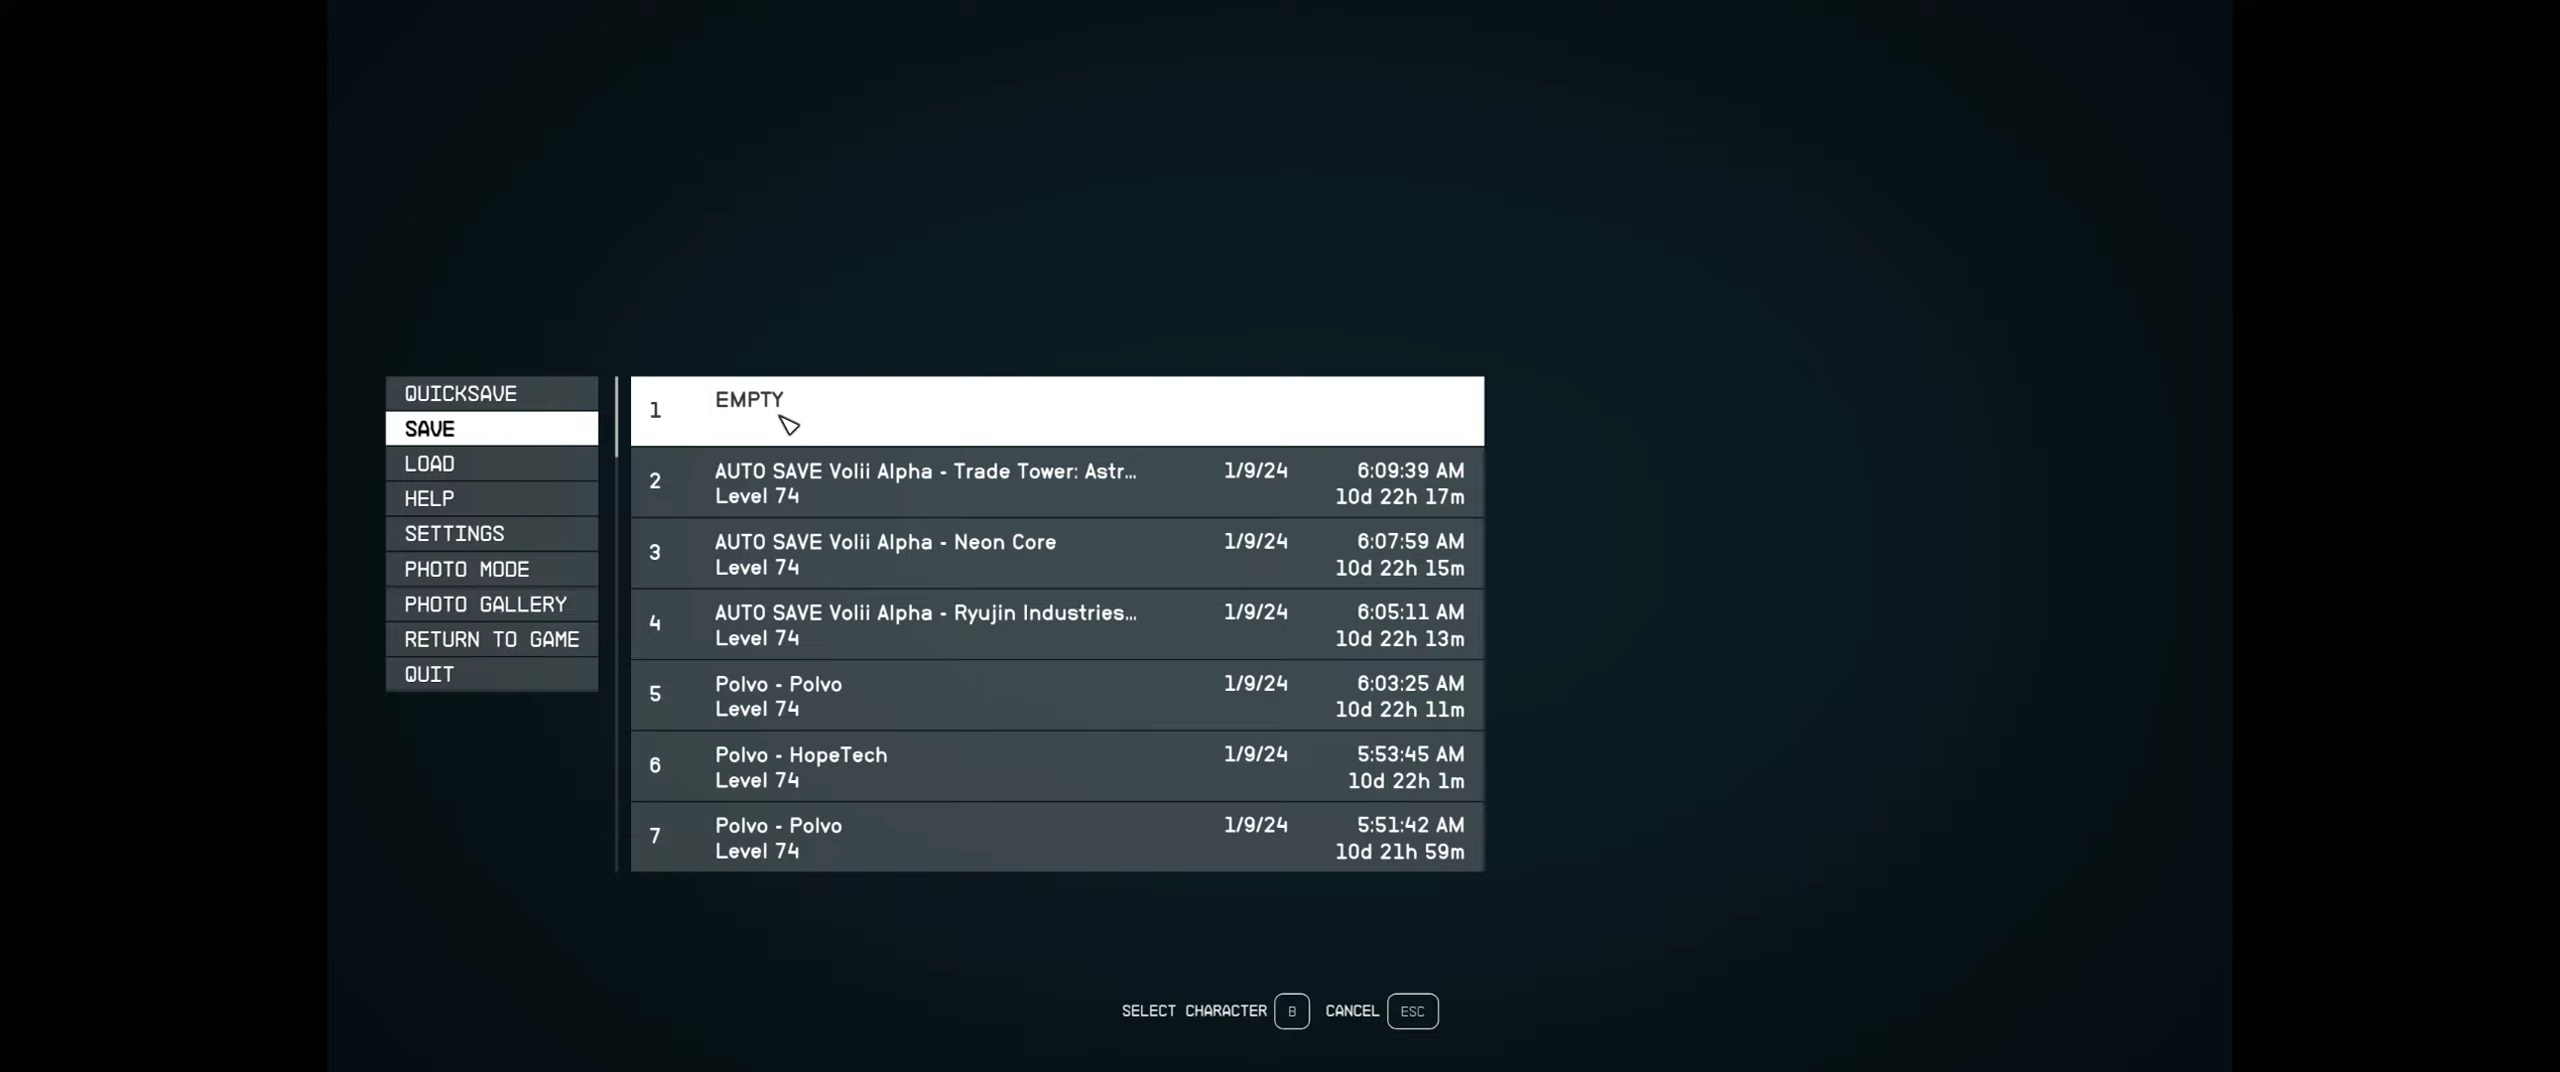 QUICKSAVE
SAVE
LOAD
HELP
SETTINGS
PHOTO MODE
PHOTO GALLERY
RETURN TO GAME
QUIT
1 EMPTY
2 AUTO SAVE Volii Alpha - Trade Tower: Astr... 1/9/24 6:09:39 AM
Level 74 10d 22h 17m
3 AUTO SAVE Volii Alpha - Neon Core 1/9/24 6:07:59 AM
Level 74 10d 22h 15m
4 AUTO SAVE Volii Alpha - Ryujin Industries... 1/9/24 6:05:11 AM
Level 74 10d 22h 13m
5 Polvo - Polvo 1/9/24 6:03:25 AM
Level 74 10d 22h 11m
6 Polvo - HopeTech 1/9/24 5:53:45 AM
Level 74 10d 22h 1m
7 Polvo - Polvo 1/9/24 5:51:42 AM
Level 74 10d 21h 59m
SELECT CHARACTER B CANCEL ESC